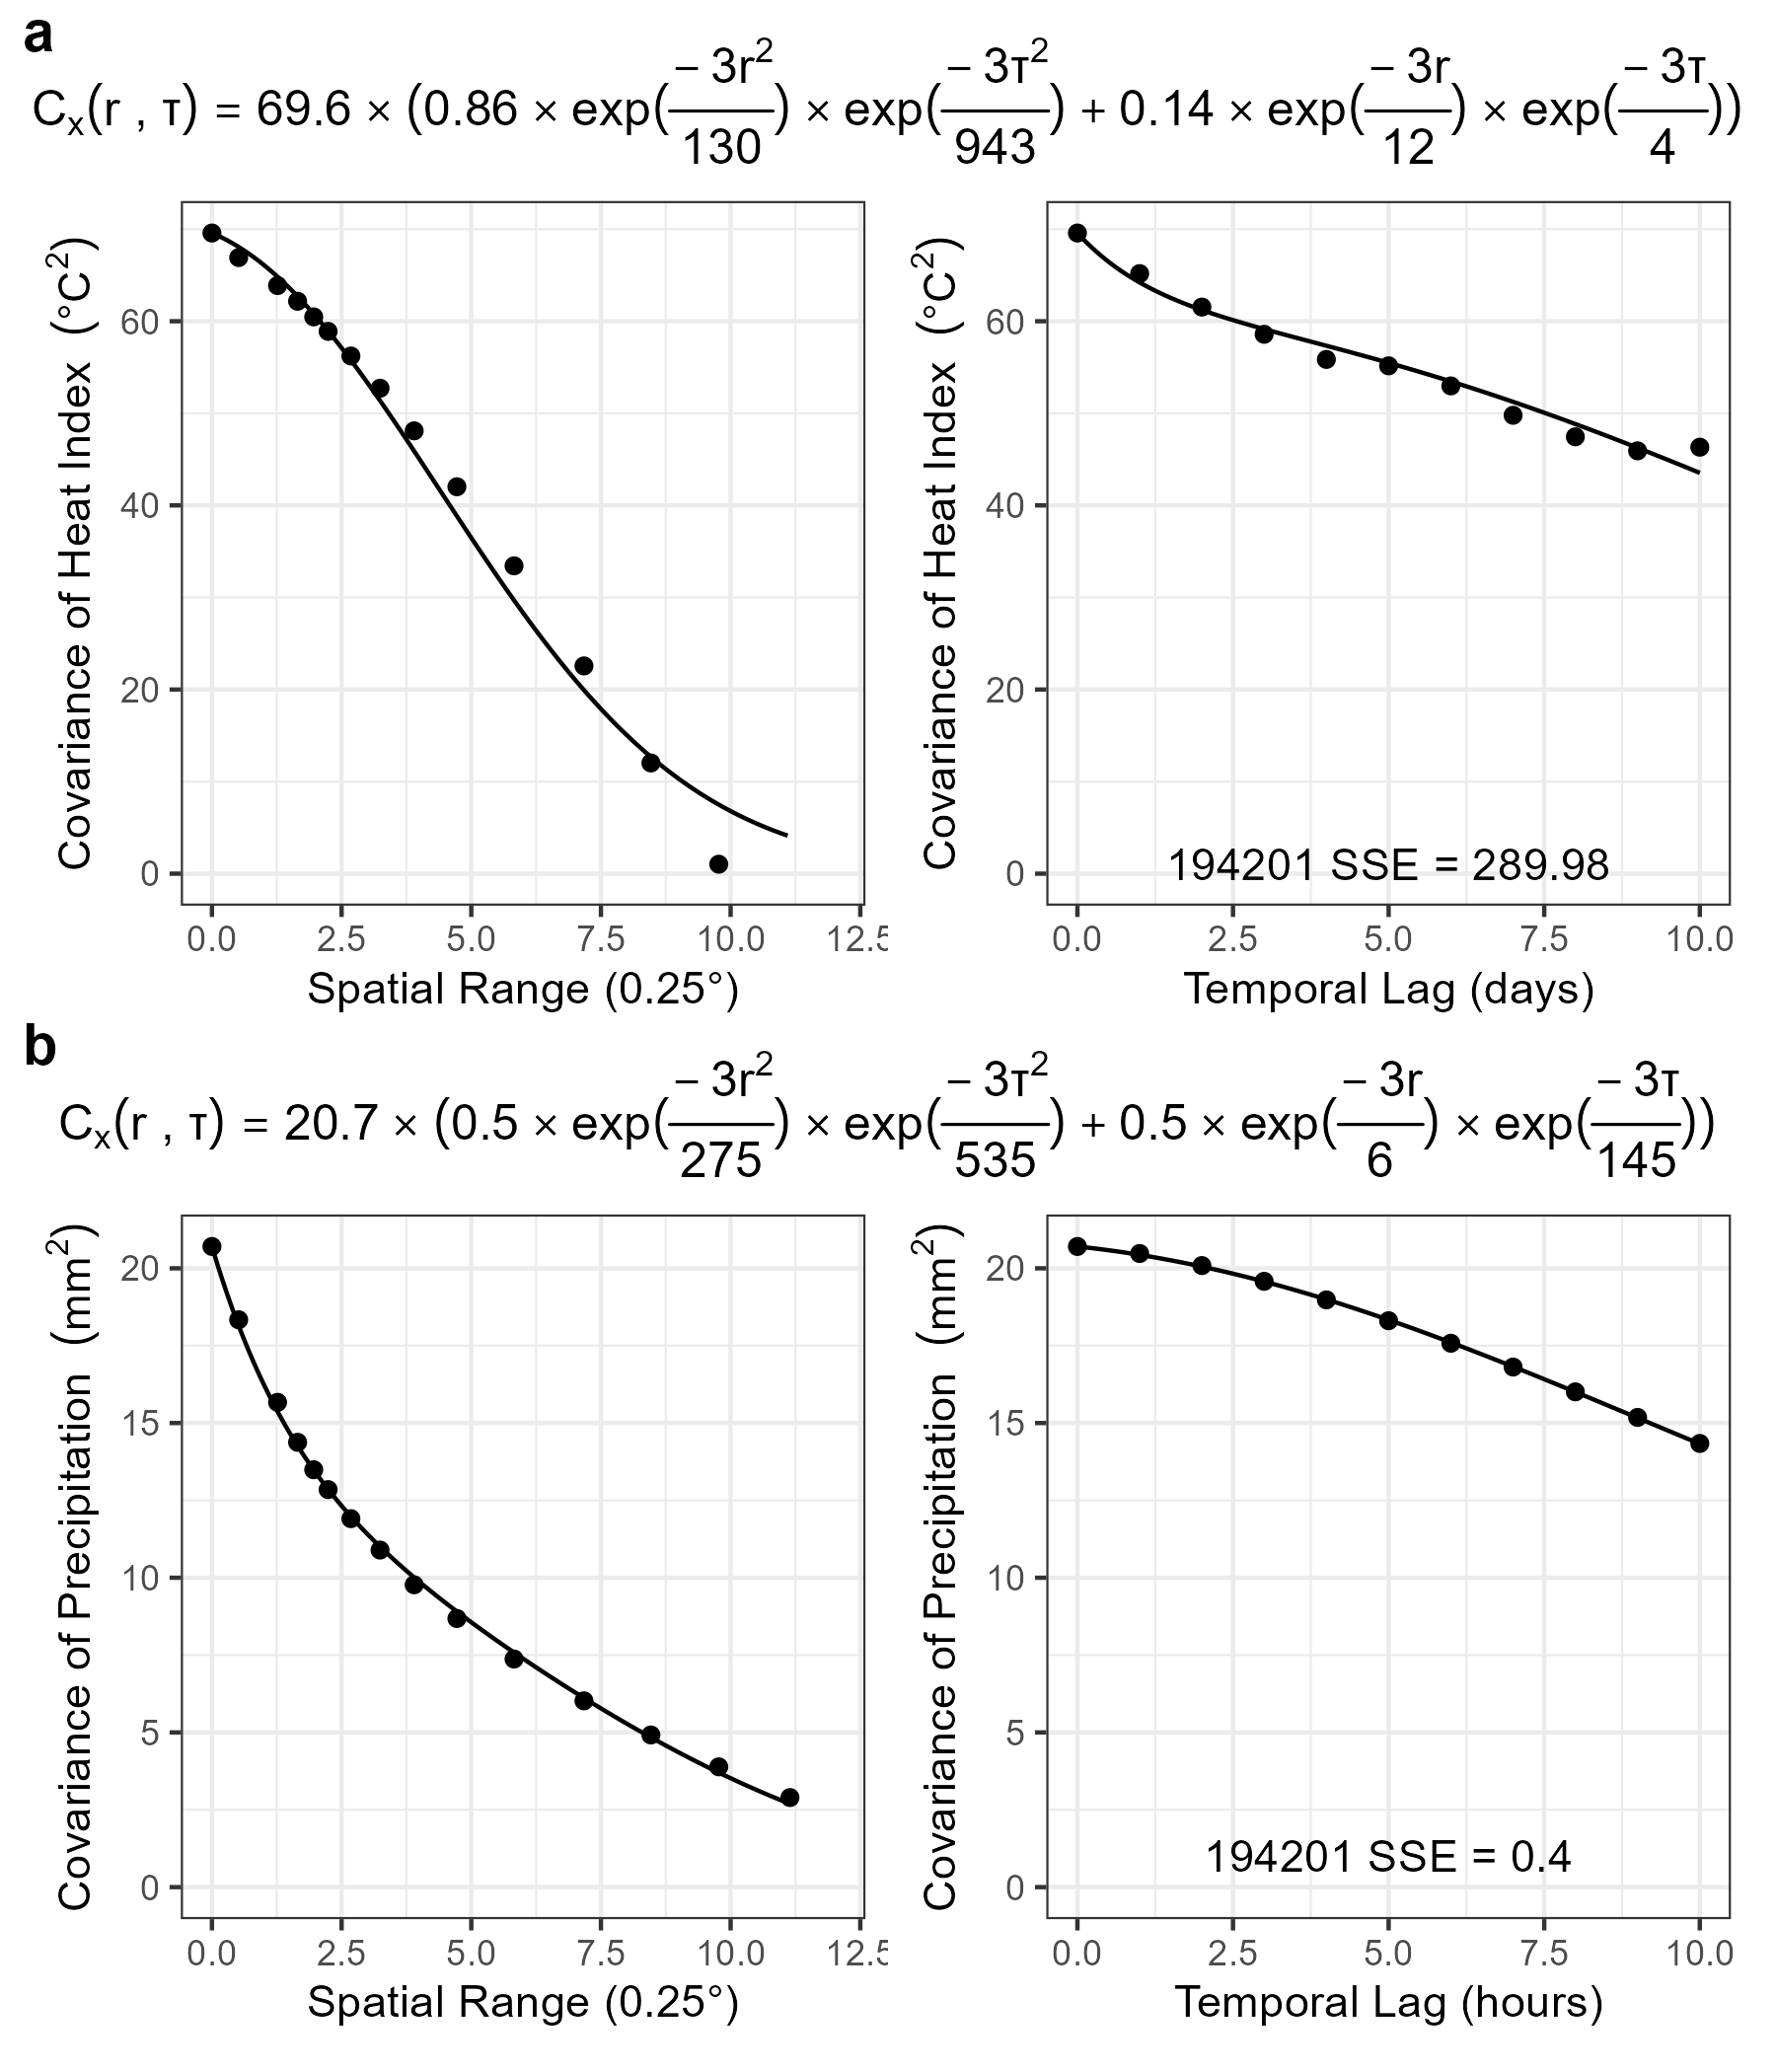 a
Cₓ(r , τ) = 69.6 × (0.86 × exp(− 3r²/130) × exp(− 3τ²/943) + 0.14 × exp(− 3r/12) × exp(− 3τ/4))
Covariance of Heat Index (°C²)
60
40
20
0
0.0 2.5 5.0 7.5 10.0 12.5
Spatial Range (0.25°)
Covariance of Heat Index (°C²)
60
40
20
0
194201 SSE = 289.98
0.0 2.5 5.0 7.5 10.0
Temporal Lag (days)
b
Cₓ(r , τ) = 20.7 × (0.5 × exp(− 3r²/275) × exp(− 3τ²/535) + 0.5 × exp(− 3r/6) × exp(− 3τ/145))
Covariance of Precipitation (mm²)
20
15
10
5
0
0.0 2.5 5.0 7.5 10.0 12.5
Spatial Range (0.25°)
Covariance of Precipitation (mm²)
20
15
10
5
0
194201 SSE = 0.4
0.0 2.5 5.0 7.5 10.0
Temporal Lag (hours)